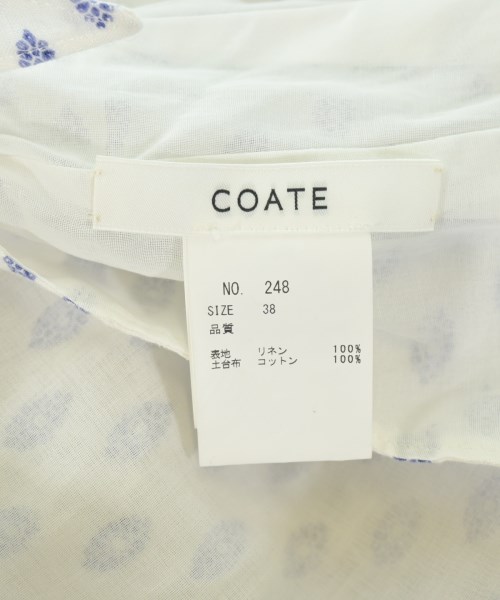 COATE
NO. 248
SIZE 38
品質
表地 リネン 100%
土台布 コットン 100%